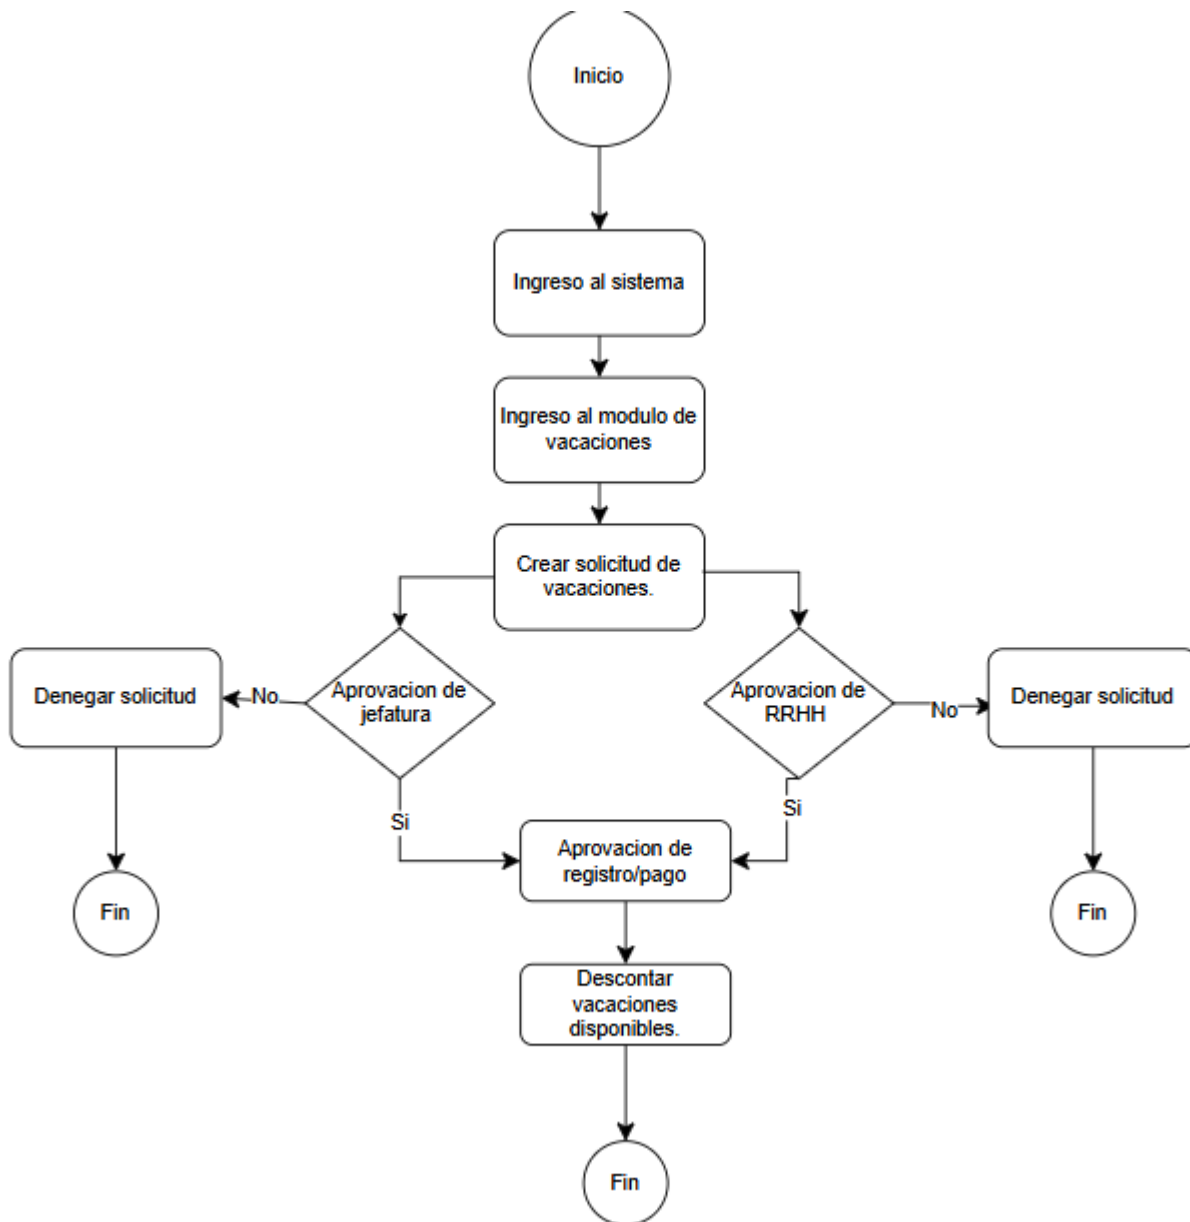 Inicio
Ingreso al sistema
Ingreso al modulo de
vacaciones
Crear solicitud de
vacaciones.
Denegar solicitud
No
Aprovacion de
jefatura
Aprovacion de
RRHH
No
Denegar solicitud
Si
Si
Aprovacion de
registro/pago
Fin
Fin
Descontar
vacaciones
disponibles.
Fin